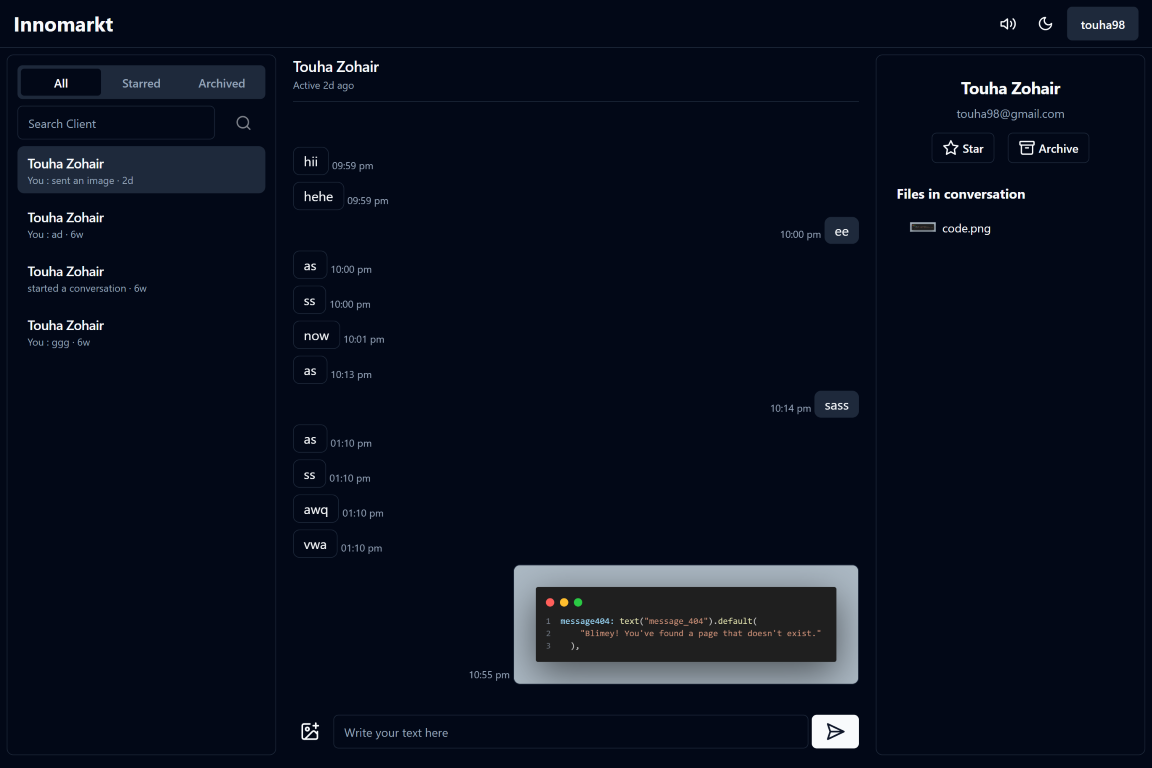 Innomarkt
touha98
All Starred Archived
Search Client
Touha Zohair
You : sent an image · 2d
Touha Zohair
You : ad · 6w
Touha Zohair
started a conversation · 6w
Touha Zohair
You : ggg · 6w
Touha Zohair
Active 2d ago
hii 09:59 pm
hehe 09:59 pm
10:00 pm ee
as 10:00 pm
ss 10:00 pm
now 10:01 pm
as 10:13 pm
10:14 pm sass
as 01:10 pm
ss 01:10 pm
awq 01:10 pm
vwa 01:10 pm
1 message404: text("message_404").default(
2 "Blimey! You've found a page that doesn't exist."
3 ),
10:55 pm
Write your text here
Touha Zohair
touha98@gmail.com
Star Archive
Files in conversation
code.png